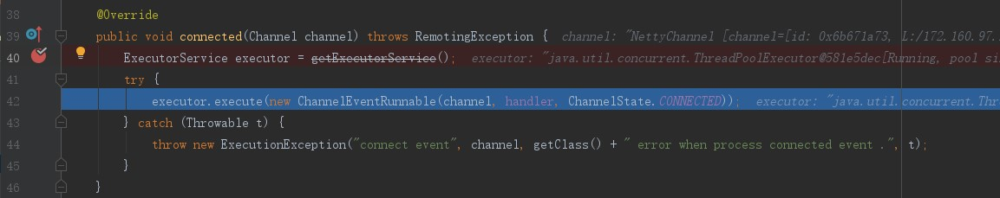 38 @Override
39 public void connected(Channel channel) throws RemotingException { channel: "NettyChannel [channel=[id: 0x6b671a73, L:/172.160.97.
40 ExecutorService executor = getExecutorService(); executor: "java.util.concurrent.ThreadPoolExecutor@581e5dec[Running, pool si
41 try {
42 executor.execute(new ChannelEventRunnable(channel, handler, ChannelState.CONNECTED)); executor: "java.util.concurrent.Thr
43 } catch (Throwable t) {
44 throw new ExecutionException("connect event", channel, getClass() + " error when process connected event .", t);
45 }
46 }